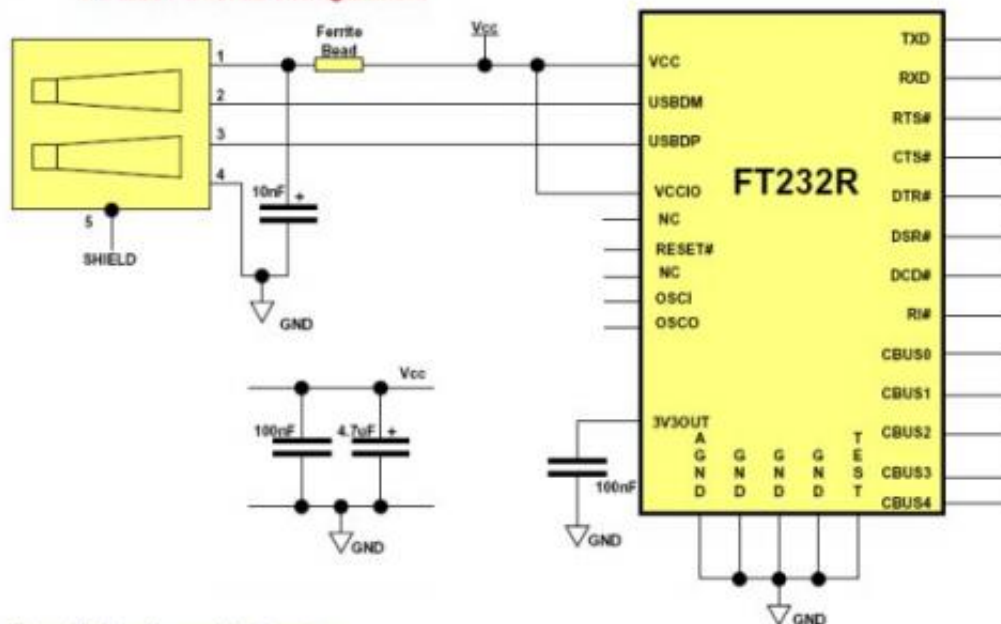 Ferrite
Bead
Vcc
1
2
3
4
5
SHIELD
10nF +
GND
Vcc
100nF
4.7uF +
GND
FT232R
VCC
USBDM
USBDP
VCCIO
NC
RESET#
NC
OSCI
OSCO
3V3OUT
100nF
GND
AGND
GND
GND
GND
TEST
GND
TXD
RXD
RTS#
CTS#
DTR#
DSR#
DCD#
RI#
CBUS0
CBUS1
CBUS2
CBUS3
CBUS4